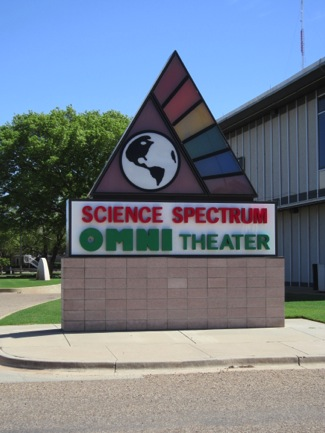 SCIENCE SPECTRUM
OMNI THEATER